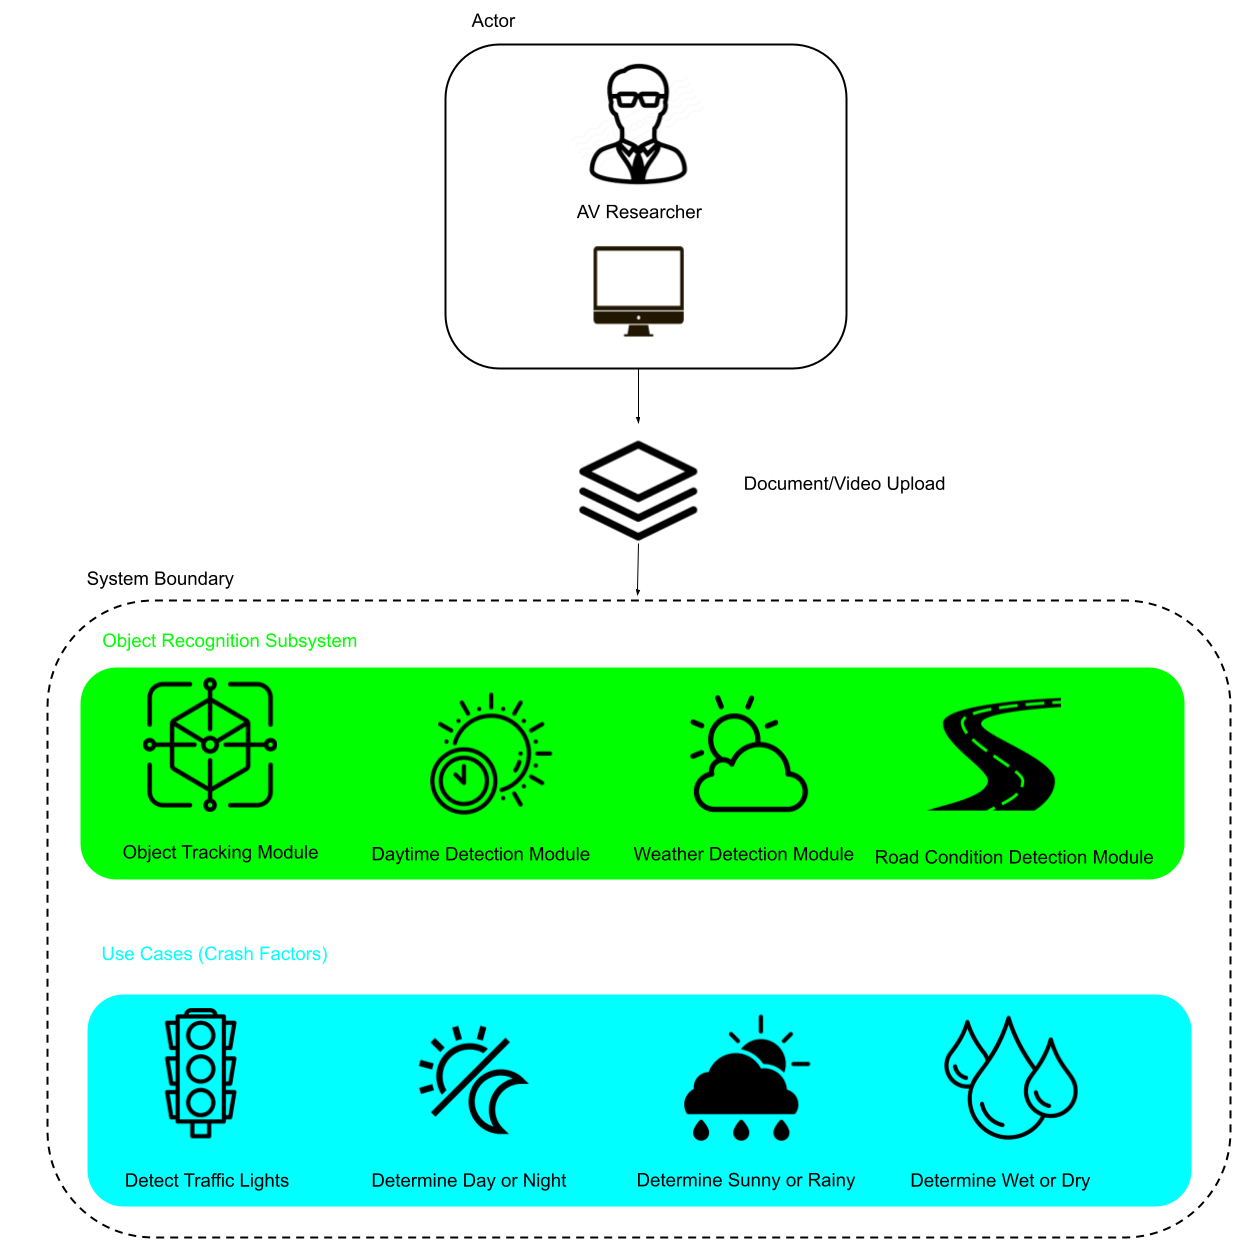 Actor
AV Researcher
Document/Video Upload
System Boundary
Object Recognition Subsystem
Object Tracking Module
Daytime Detection Module
Weather Detection Module
Road Condition Detection Module
Use Cases (Crash Factors)
Detect Traffic Lights
Determine Day or Night
Determine Sunny or Rainy
Determine Wet or Dry